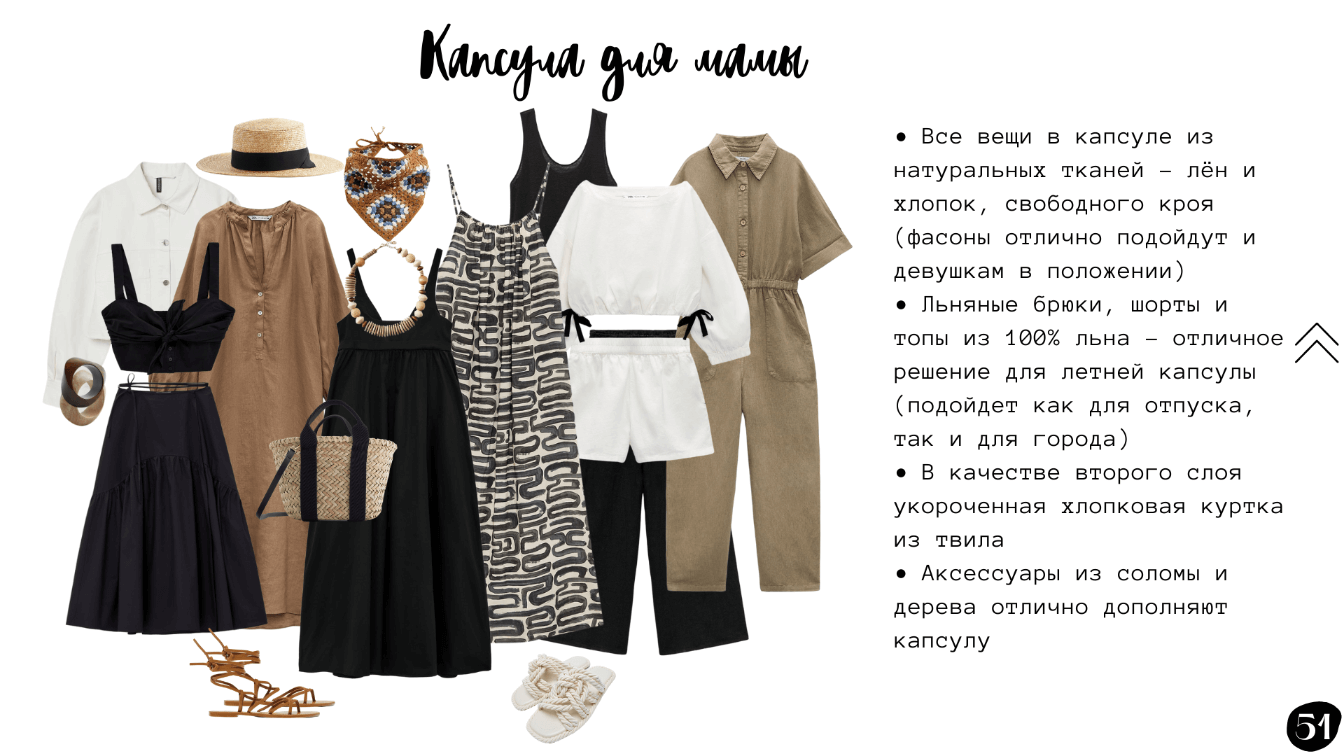 Капсула для мамы
• Все вещи в капсуле из
натуральных тканей – лён и
хлопок, свободного кроя
(фасоны отлично подойдут и
девушкам в положении)
• Льняные брюки, шорты и
топы из 100% льна – отличное
решение для летней капсулы
(подойдет как для отпуска,
так и для города)
• В качестве второго слоя
укороченная хлопковая куртка
из твила
• Аксессуары из соломы и
дерева отлично дополняют
капсулу
51